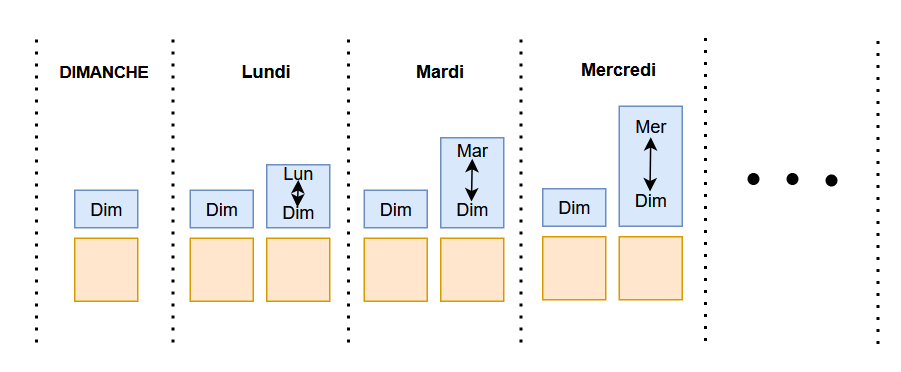 DIMANCHE
Lundi
Mardi
Mercredi
Dim
Dim
Lun
Dim
Dim
Mar
Dim
Dim
Mer
Dim